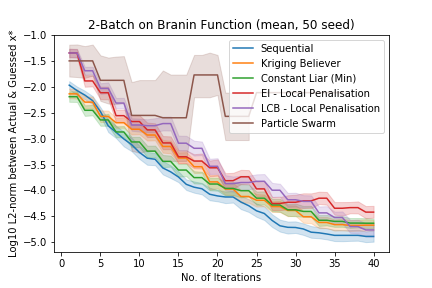 2-Batch on Branin Function (mean, 50 seed)
Log10 L2-norm between Actual & Guessed x*
−1.0
−1.5
−2.0
−2.5
−3.0
−3.5
−4.0
−4.5
−5.0
Sequential
Kriging Believer
Constant Liar (Min)
EI - Local Penalisation
LCB - Local Penalisation
Particle Swarm
0 5 10 15 20 25 30 35 40
No. of Iterations